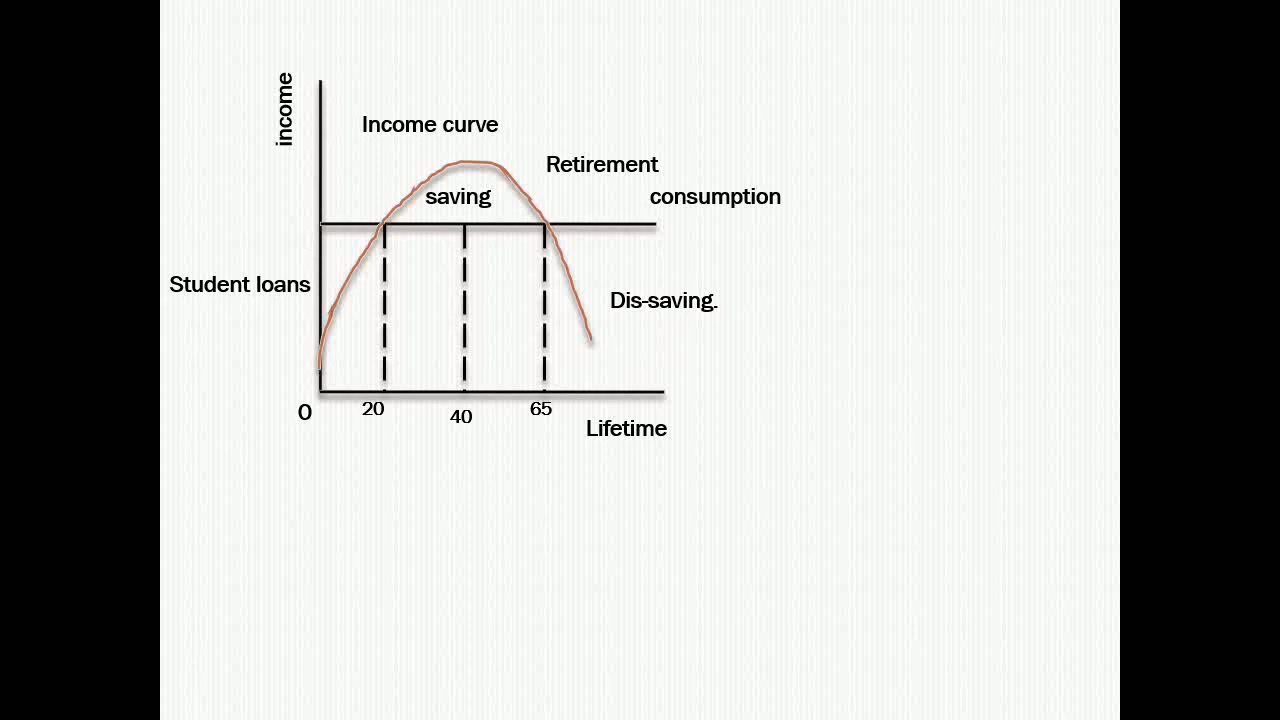 income
Income curve
Retirement
saving
consumption
Student loans
Dis-saving.
0
20
40
65
Lifetime